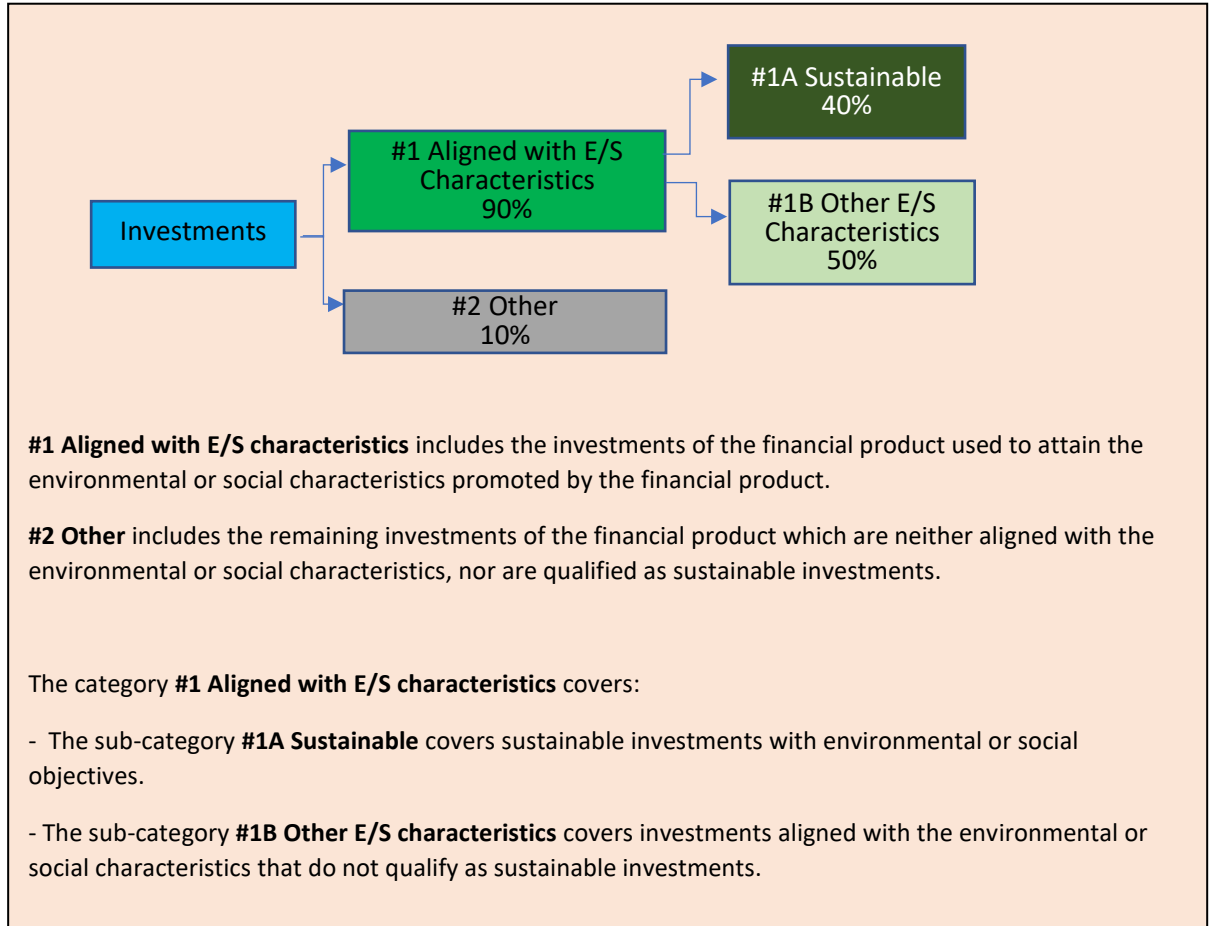 #1A Sustainable
40%
#1 Aligned with E/S
Characteristics
90%
#1B Other E/S
Characteristics
50%
Investments
#2 Other
10%
#1 Aligned with E/S characteristics includes the investments of the financial product used to attain the
environmental or social characteristics promoted by the financial product.
#2 Other includes the remaining investments of the financial product which are neither aligned with the
environmental or social characteristics, nor are qualified as sustainable investments.
The category #1 Aligned with E/S characteristics covers:
- The sub-category #1A Sustainable covers sustainable investments with environmental or social
objectives.
- The sub-category #1B Other E/S characteristics covers investments aligned with the environmental or
social characteristics that do not qualify as sustainable investments.